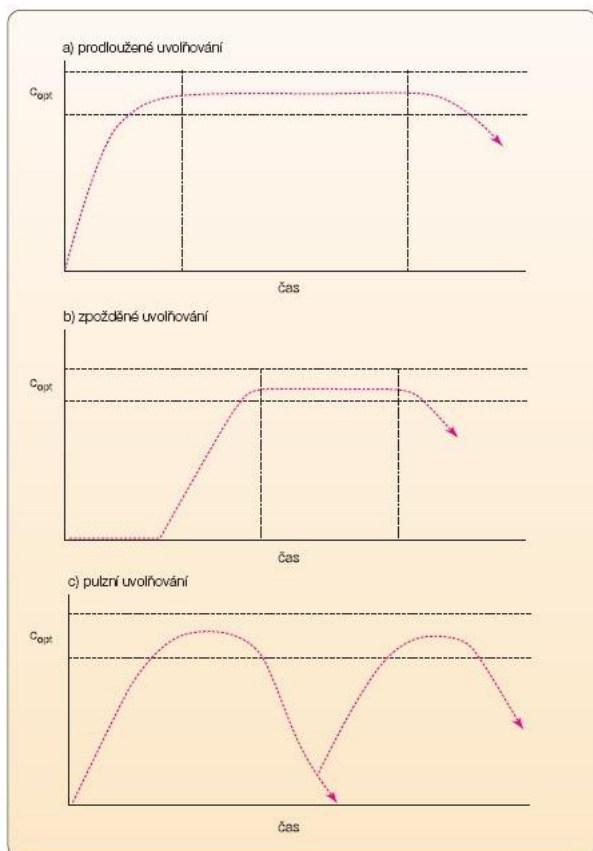 a) prodloužené uvolňování
c_opt
čas
b) zpožděné uvolňování
c_opt
čas
c) pulzní uvolňování
c_opt
čas